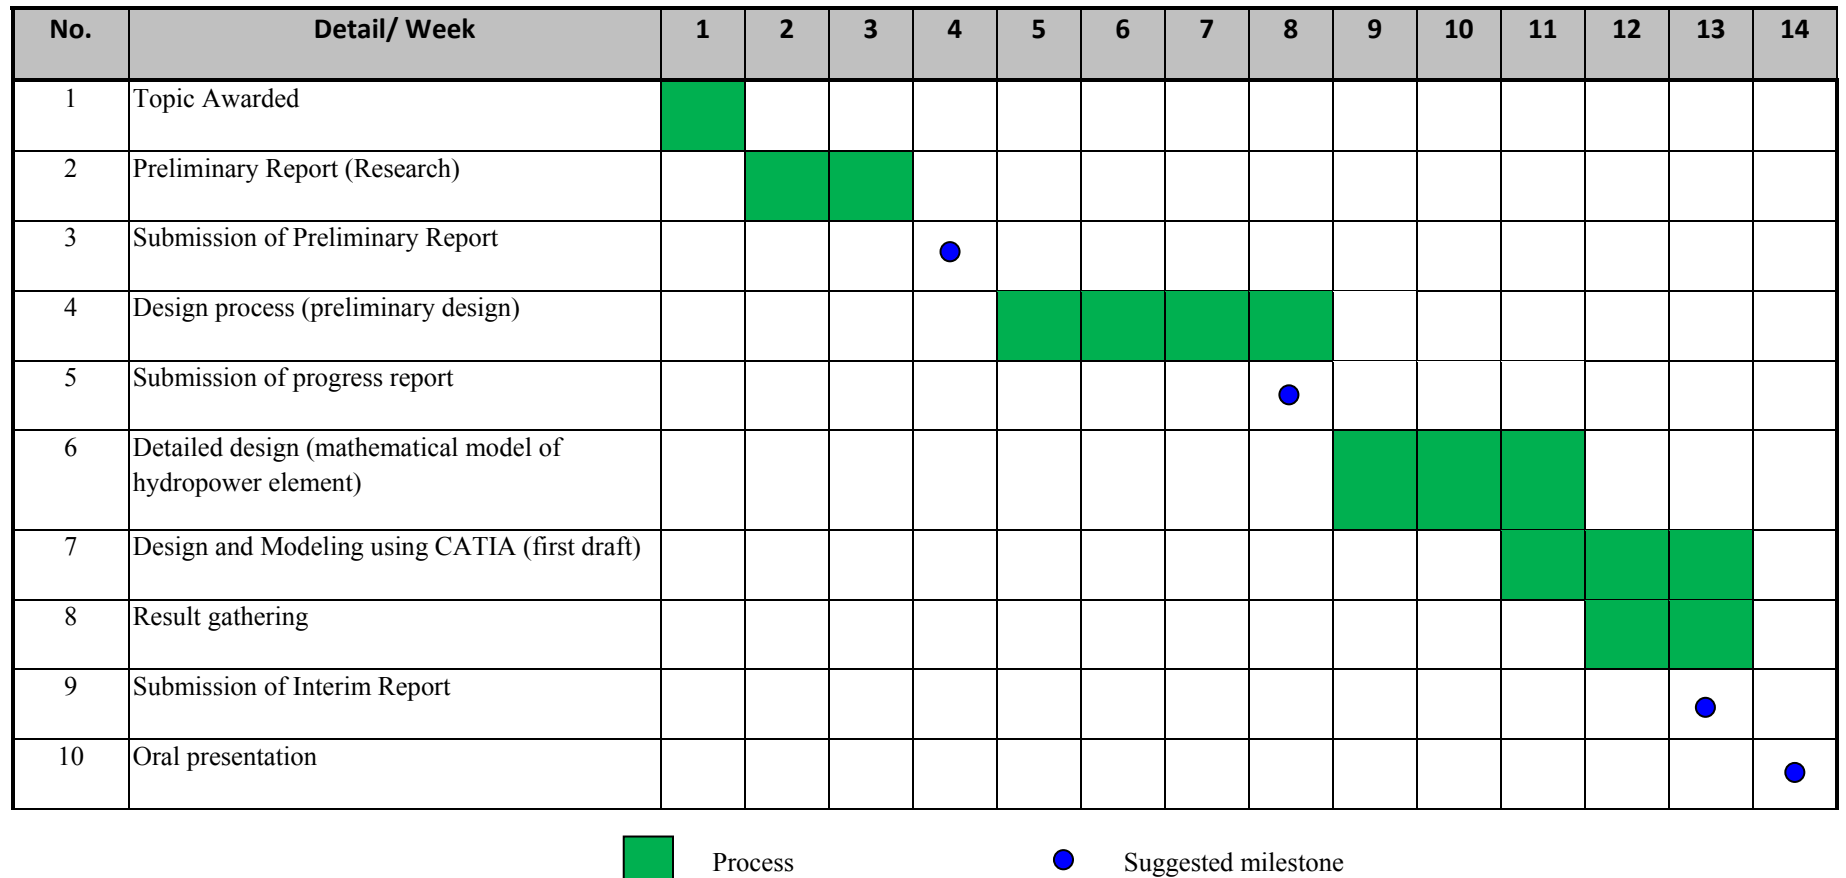 No. Detail/ Week 1 2 3 4 5 6 7 8 9 10 11 12 13 14
1 Topic Awarded
2 Preliminary Report (Research)
3 Submission of Preliminary Report
4 Design process (preliminary design)
5 Submission of progress report
6 Detailed design (mathematical model of
hydropower element)
7 Design and Modeling using CATIA (first draft)
8 Result gathering
9 Submission of Interim Report
10 Oral presentation
Process Suggested milestone